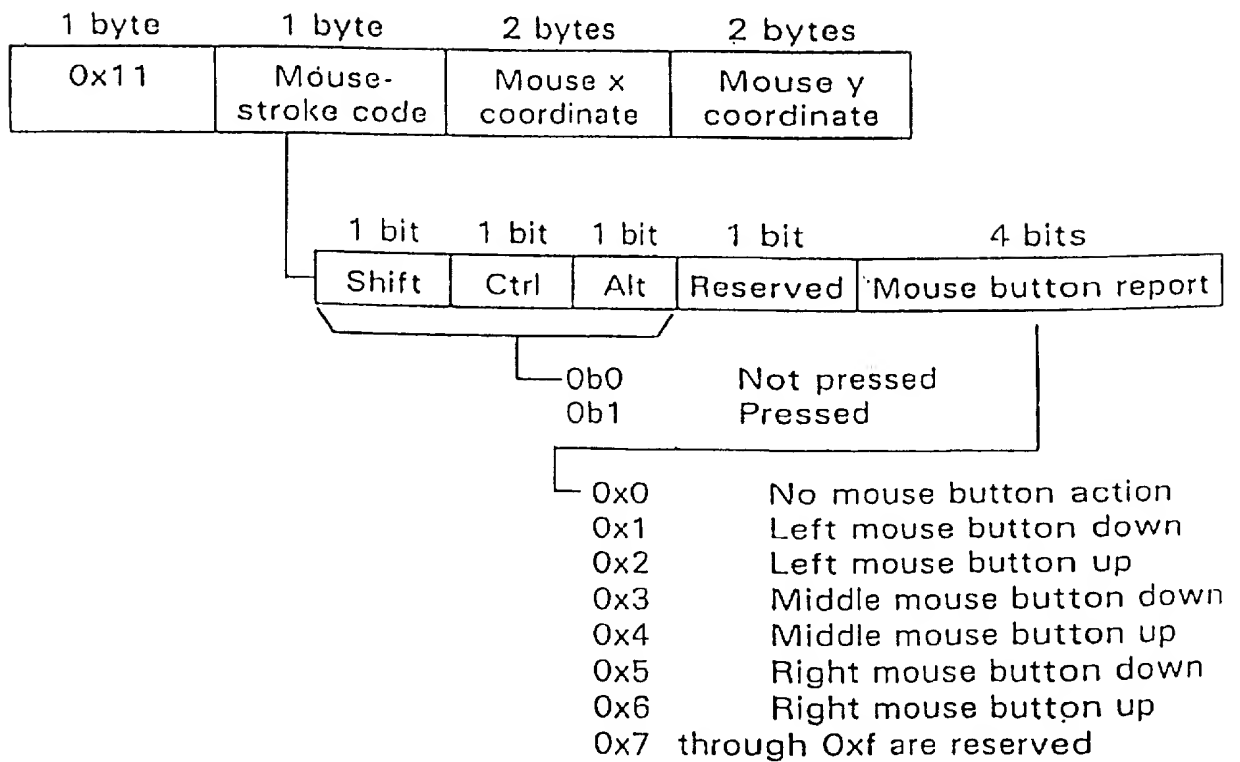 1 byte 1 byte 2 bytes 2 bytes
0x11 Mouse- Mouse x Mouse y
stroke code coordinate coordinate
1 bit 1 bit 1 bit 1 bit 4 bits
Shift Ctrl Alt Reserved Mouse button report
0b0 Not pressed
0b1 Pressed
0x0 No mouse button action
0x1 Left mouse button down
0x2 Left mouse button up
0x3 Middle mouse button down
0x4 Middle mouse button up
0x5 Right mouse button down
0x6 Right mouse button up
0x7 through 0xf are reserved